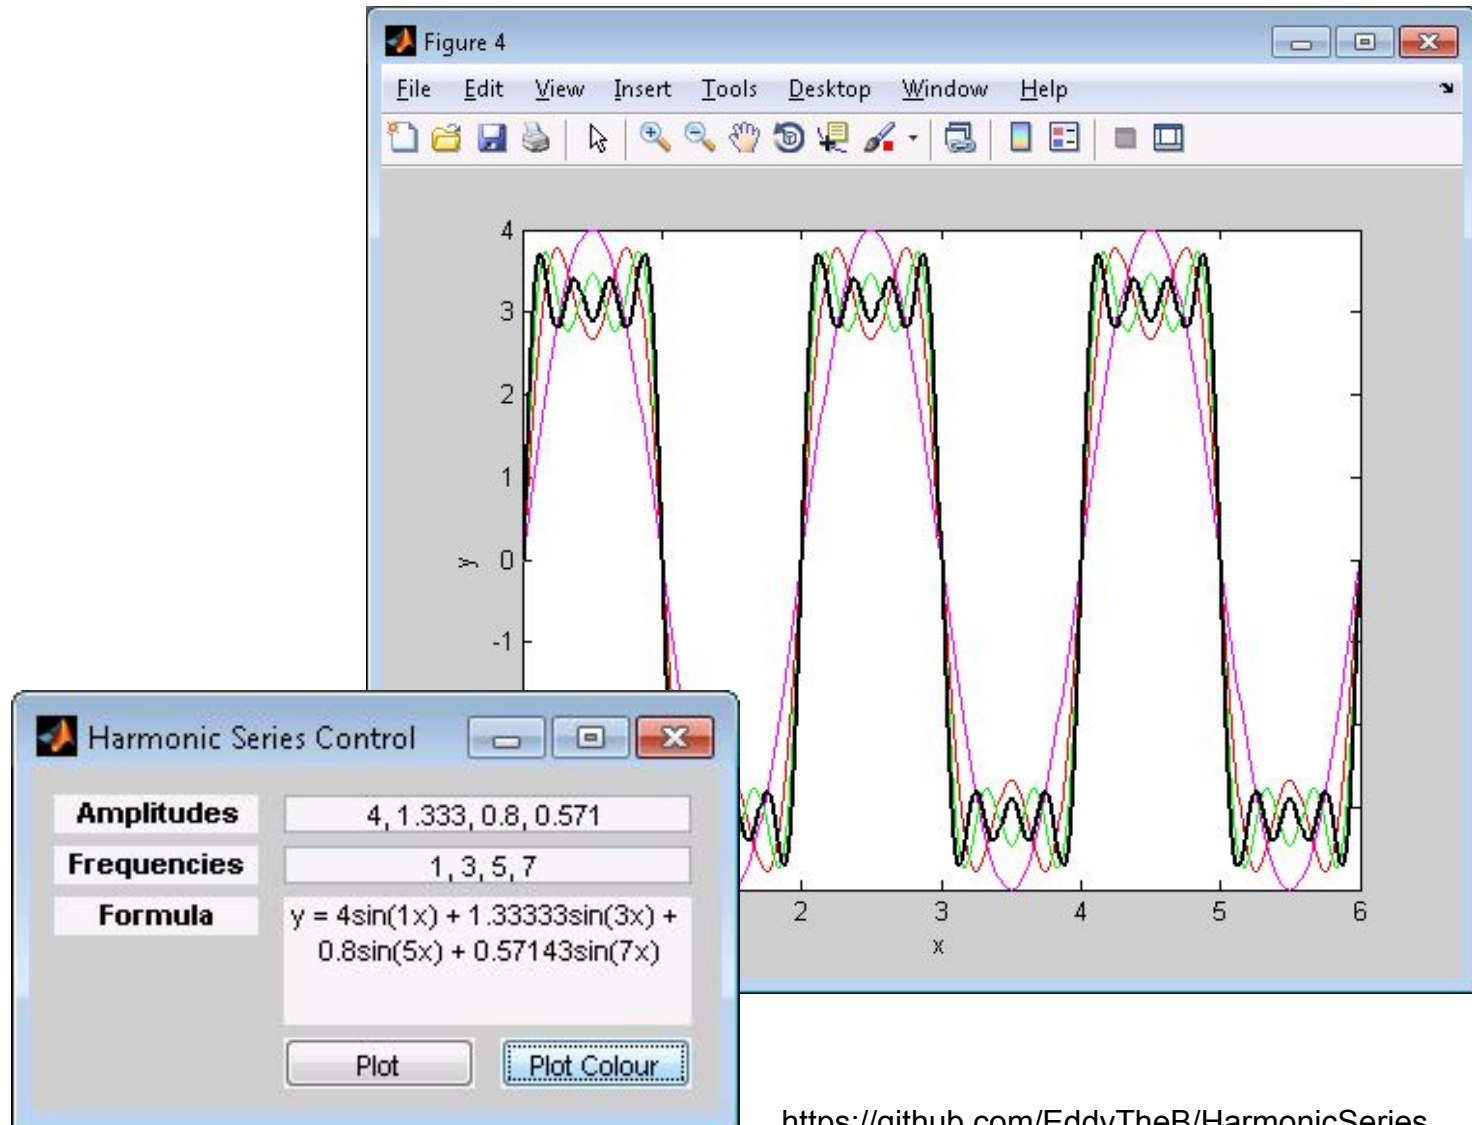 Figure 4
File Edit View Insert Tools Desktop Window Help
4
3
2
1
0
-1
y
2 3 4 5 6
x
Harmonic Series Control
Amplitudes 4, 1.333, 0.8, 0.571
Frequencies 1, 3, 5, 7
Formula y = 4sin(1x) + 1.33333sin(3x) +
0.8sin(5x) + 0.57143sin(7x)
Plot Plot Colour
https://github.com/EddyTheB/HarmonicSeries